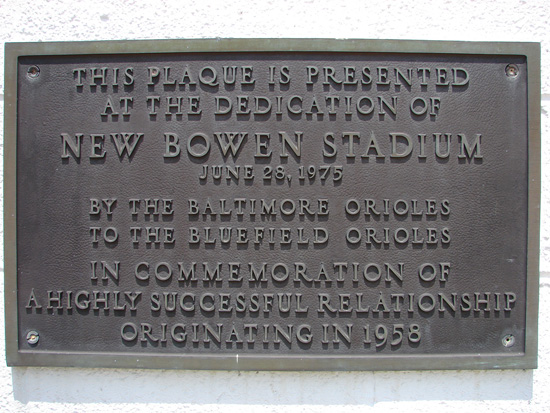 THIS PLAQUE IS PRESENTED
AT THE DEDICATION OF
NEW BOWEN STADIUM
JUNE 28, 1975
BY THE BALTIMORE ORIOLES
TO THE BLUEFIELD ORIOLES
IN COMMEMORATION OF
A HIGHLY SUCCESSFUL RELATIONSHIP
ORIGINATING IN 1958